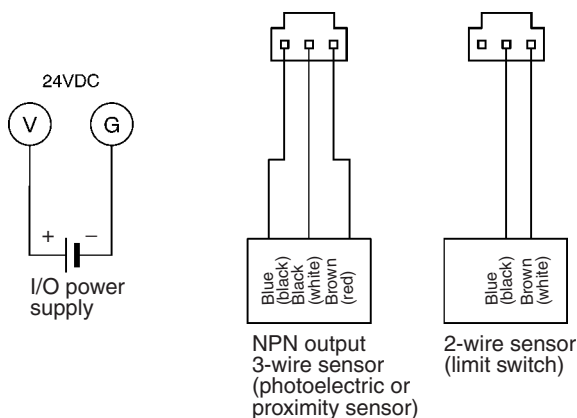 24VDC
V
G
+
–
I/O power
supply
Blue
(black)
Black
(white)
Brown
(red)
NPN output
3-wire sensor
(photoelectric or
proximity sensor)
Blue
(black)
Brown
(white)
2-wire sensor
(limit switch)